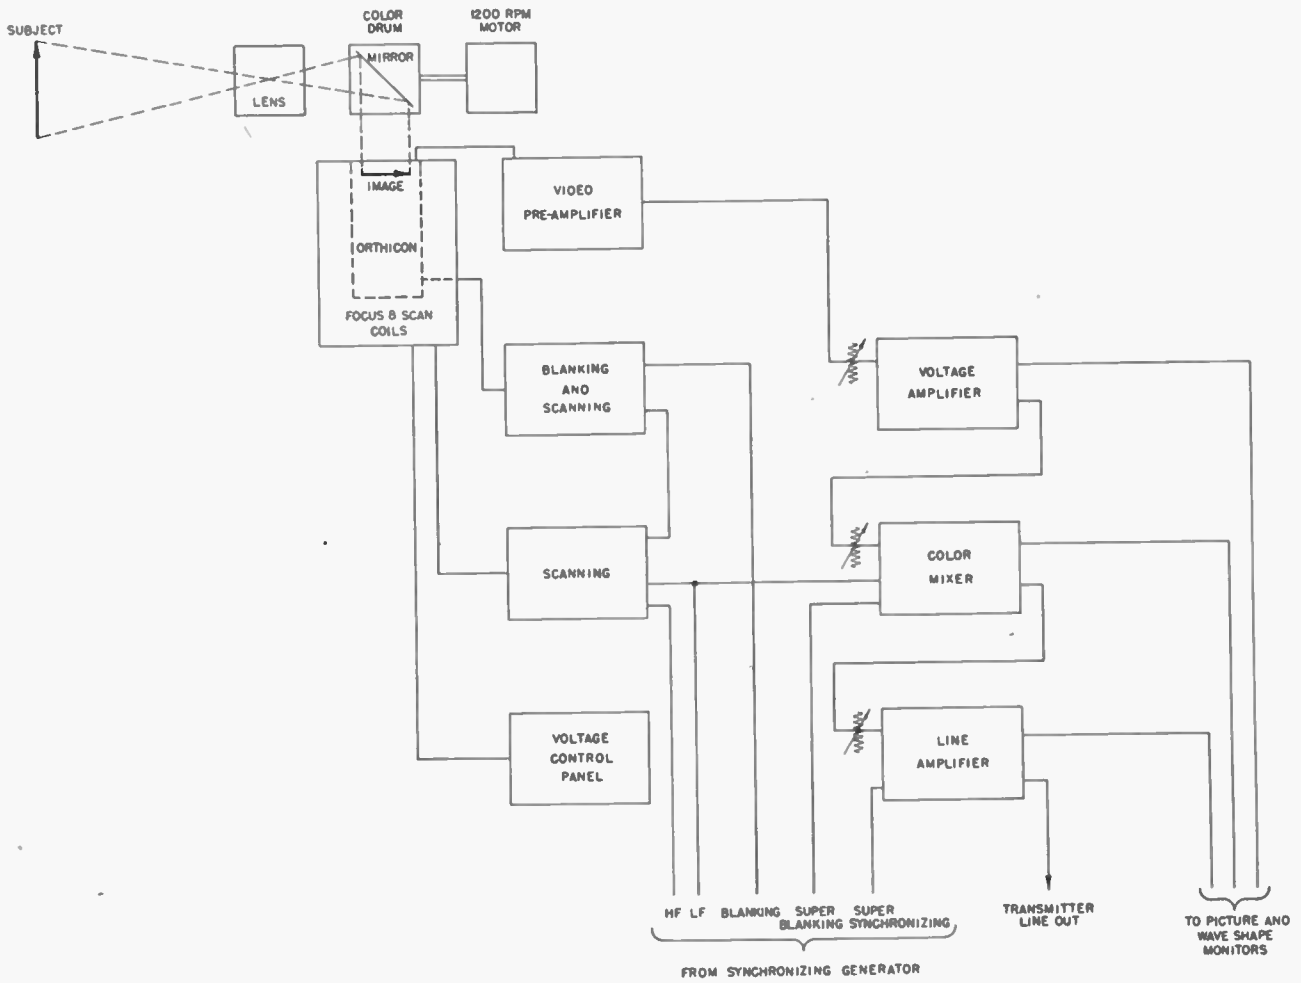 SUBJECT
COLOR
DRUM
1200 RPM
MOTOR
MIRROR
LENS
IMAGE
ORTHICON
FOCUS & SCAN
COILS
VIDEO
PRE-AMPLIFIER
BLANKING
AND
SCANNING
VOLTAGE
AMPLIFIER
SCANNING
COLOR
MIXER
VOLTAGE
CONTROL
PANEL
LINE
AMPLIFIER
HF
LF
BLANKING
SUPER
BLANKING
SUPER
SYNCHRONIZING
FROM SYNCHRONIZING GENERATOR
TRANSMITTER
LINE OUT
TO PICTURE AND
WAVE SHAPE
MONITORS